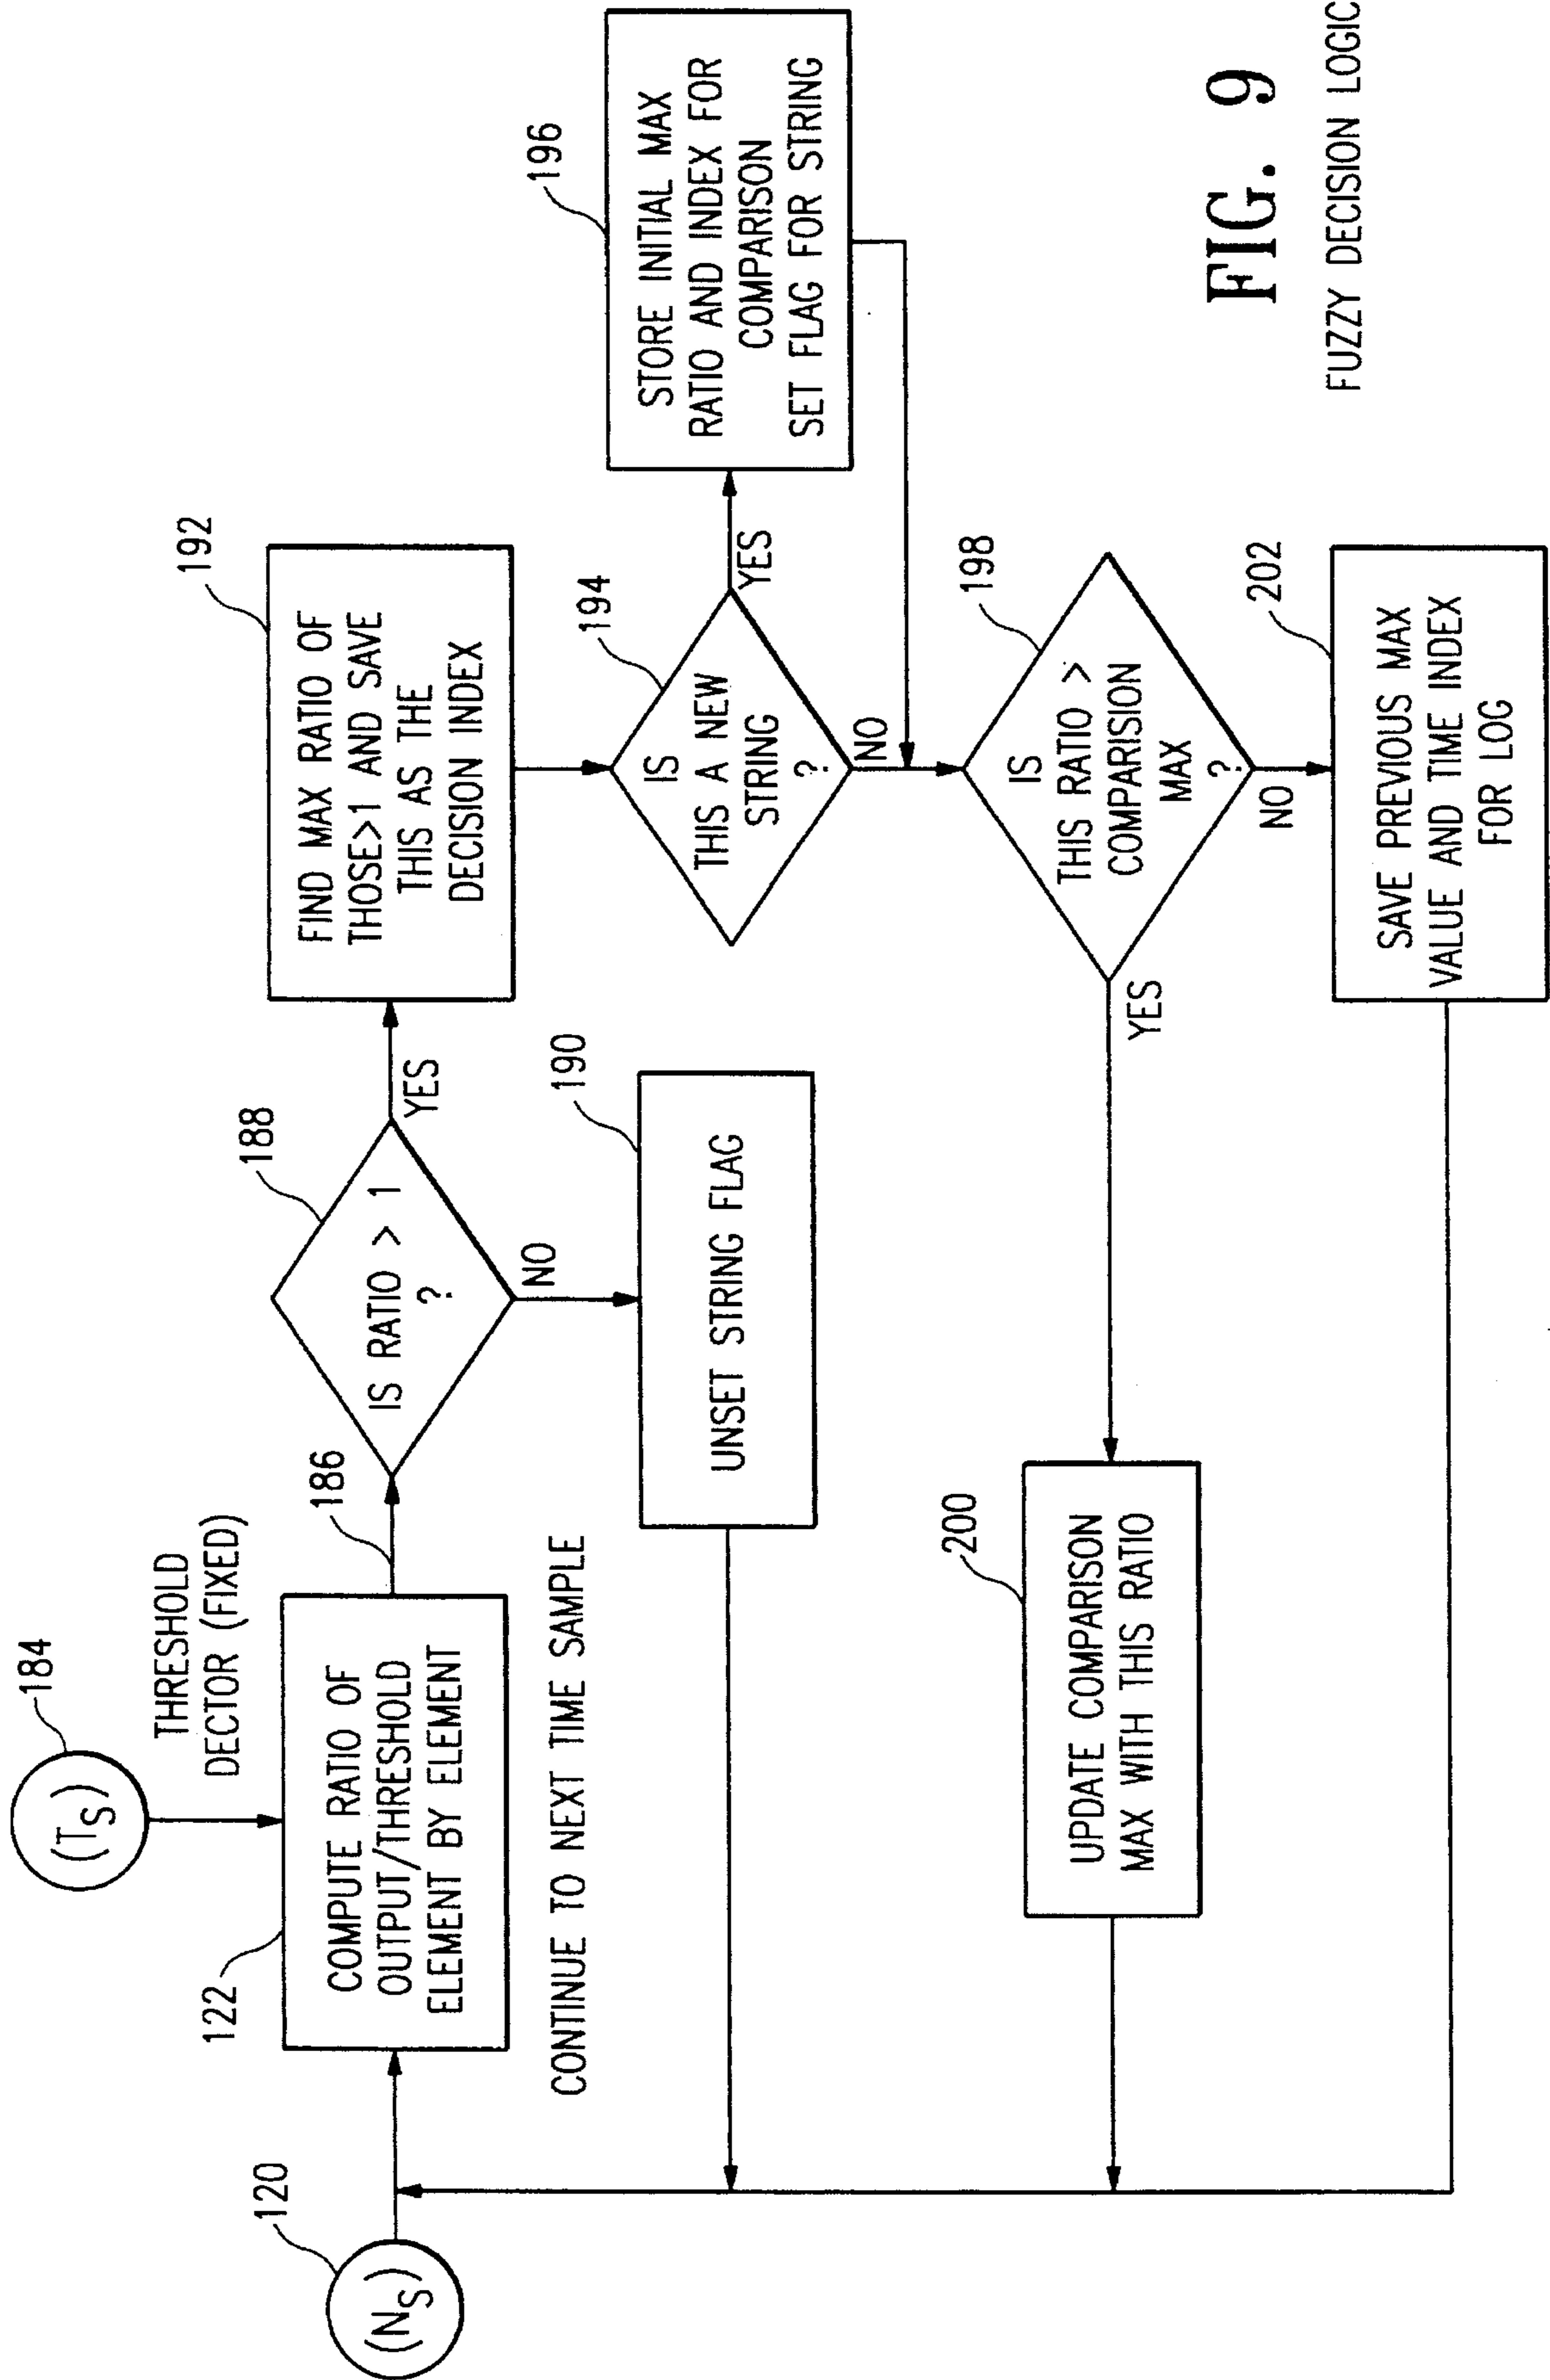 184
(TS)
THRESHOLD
DECTOR (FIXED)
120
(NS)
122
COMPUTE RATIO OF
OUTPUT/THRESHOLD
ELEMENT BY ELEMENT
186
188
IS RATIO > 1
?
YES
NO
192
FIND MAX RATIO OF
THOSE>1 AND SAVE
THIS AS THE
DECISION INDEX
CONTINUE TO NEXT TIME SAMPLE
190
UNSET STRING FLAG
194
IS
THIS A NEW
STRING
?
YES
NO
196
STORE INITIAL MAX
RATIO AND INDEX FOR
COMPARISON
SET FLAG FOR STRING
198
IS
THIS RATIO >
COMPARISION
MAX
?
YES
NO
200
UPDATE COMPARISON
MAX WITH THIS RATIO
202
SAVE PREVIOUS MAX
VALUE AND TIME INDEX
FOR LOG
FIG. 9
FUZZY DECISION LOGIC